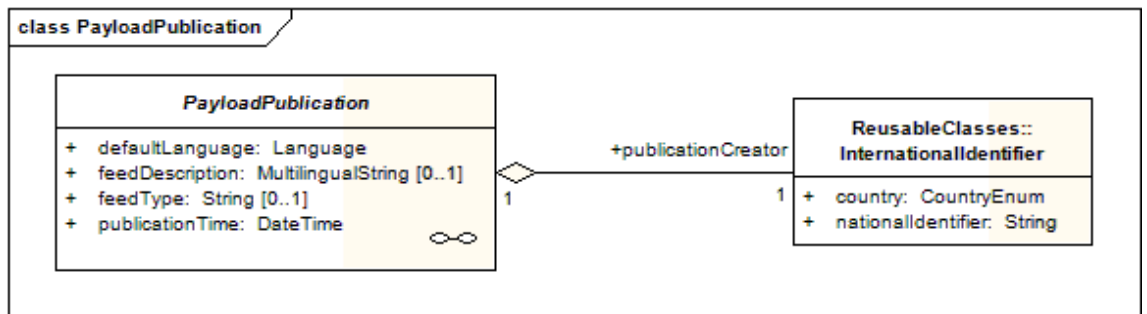 class PayloadPublication
PayloadPublication
+ defaultLanguage: Language
+ feedDescription: MultilingualString [0..1]
+ feedType: String [0..1]
+ publicationTime: DateTime
+publicationCreator
1
1
ReusableClasses::
InternationalIdentifier
+ country: CountryEnum
+ nationalIdentifier: String